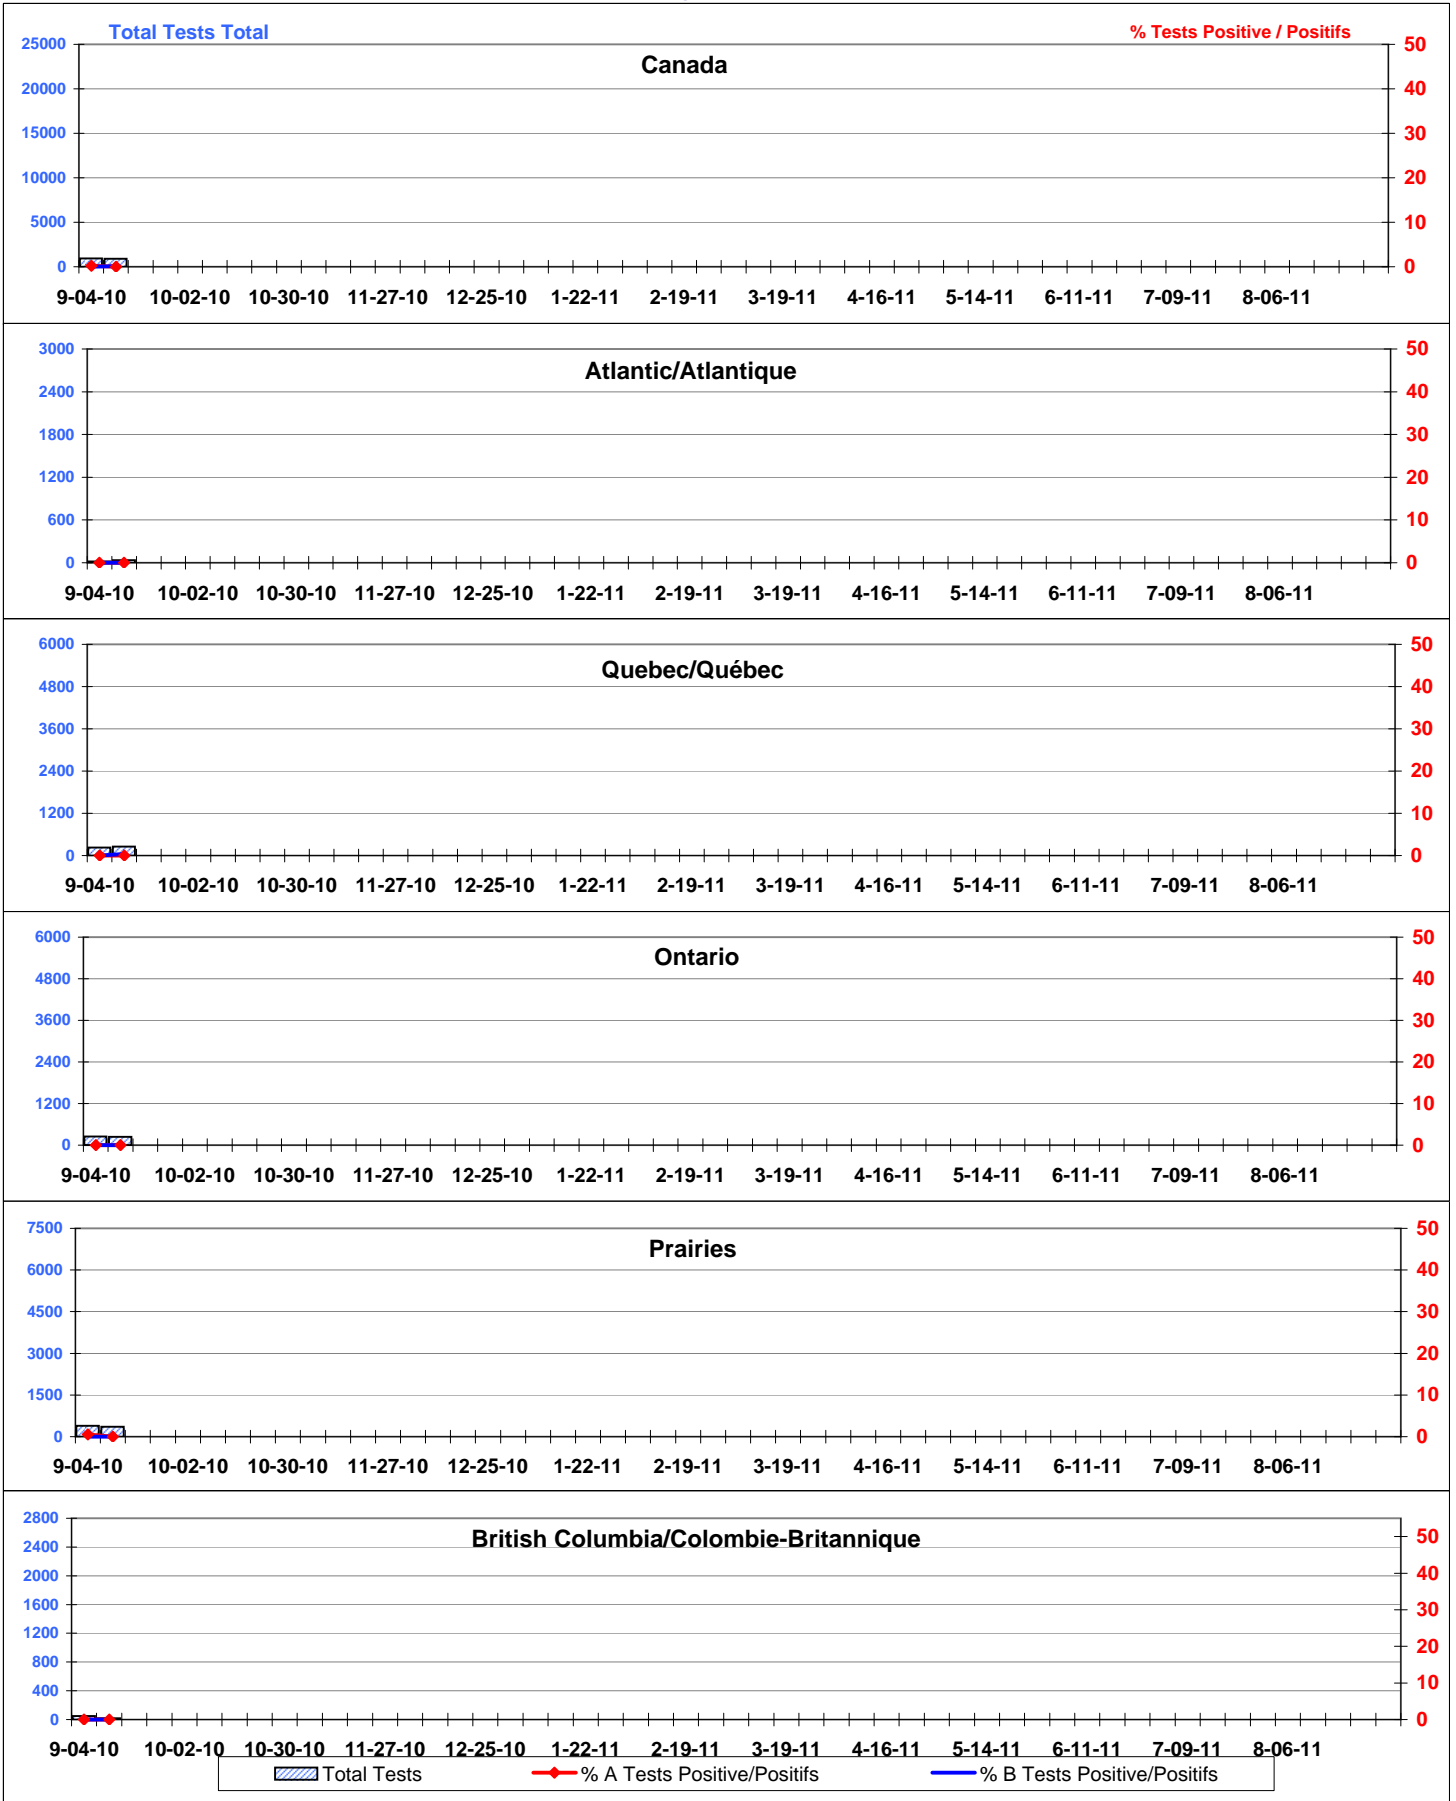 Total Tests Total
% Tests Positive / Positifs
Canada
25000 50
20000 40
15000 30
10000 20
5000 10
0 0
9-04-10 10-02-10 10-30-10 11-27-10 12-25-10 1-22-11 2-19-11 3-19-11 4-16-11 5-14-11 6-11-11 7-09-11 8-06-11
Atlantic/Atlantique
3000 50
2400 40
1800 30
1200 20
600 10
0 0
9-04-10 10-02-10 10-30-10 11-27-10 12-25-10 1-22-11 2-19-11 3-19-11 4-16-11 5-14-11 6-11-11 7-09-11 8-06-11
Quebec/Québec
6000 50
4800 40
3600 30
2400 20
1200 10
0 0
9-04-10 10-02-10 10-30-10 11-27-10 12-25-10 1-22-11 2-19-11 3-19-11 4-16-11 5-14-11 6-11-11 7-09-11 8-06-11
Ontario
6000 50
4800 40
3600 30
2400 20
1200 10
0 0
9-04-10 10-02-10 10-30-10 11-27-10 12-25-10 1-22-11 2-19-11 3-19-11 4-16-11 5-14-11 6-11-11 7-09-11 8-06-11
Prairies
7500 50
6000 40
4500 30
3000 20
1500 10
0 0
9-04-10 10-02-10 10-30-10 11-27-10 12-25-10 1-22-11 2-19-11 3-19-11 4-16-11 5-14-11 6-11-11 7-09-11 8-06-11
British Columbia/Colombie-Britannique
2800
2400 50
2000 40
1600 30
1200 20
800 10
400
0 0
9-04-10 10-02-10 10-30-10 11-27-10 12-25-10 1-22-11 2-19-11 3-19-11 4-16-11 5-14-11 6-11-11 7-09-11 8-06-11
Total Tests % A Tests Positive/Positifs % B Tests Positive/Positifs